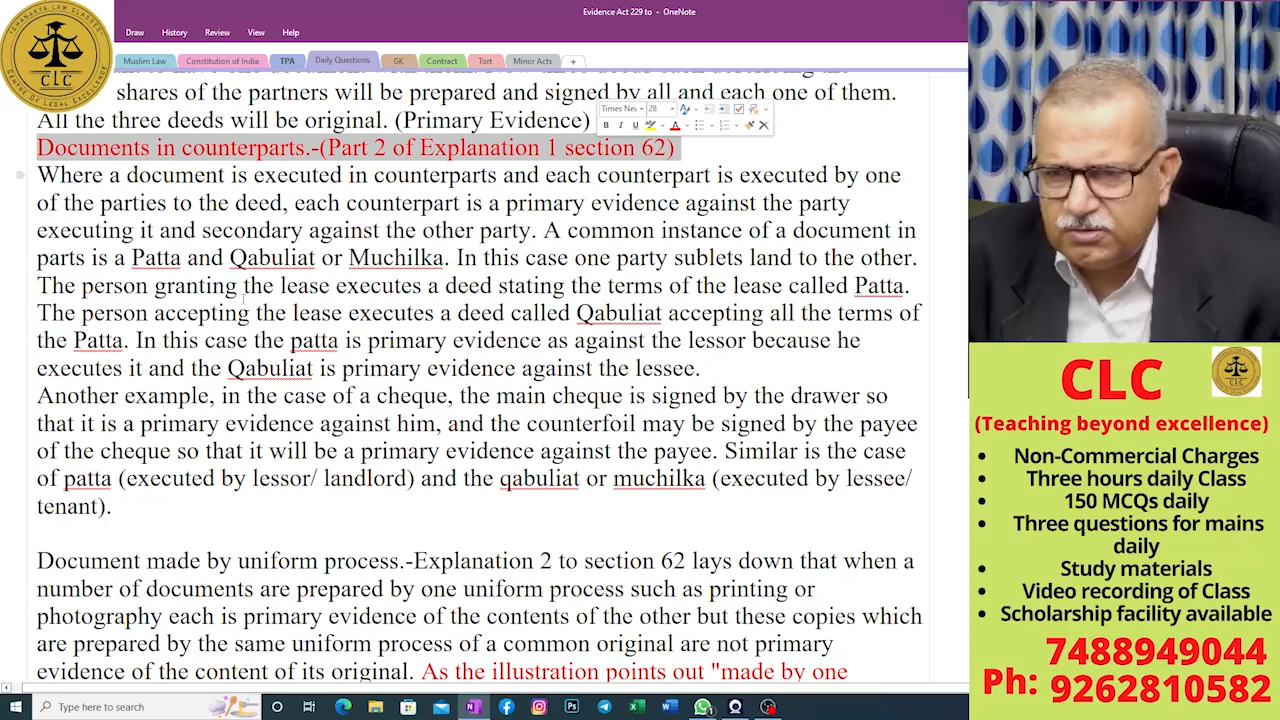 Evidence Act 229 to - OneNote
"CHANAKYA LAW CLASSES"
CLC
CENTRE OF LEGAL EXCELLENCE
Draw History Review View Help
Muslim Law Constitution of India TPA Daily Questions GK Contract Tort Minor Acts +
shares of the partners will be prepared and signed by all and each one of them.
All the three deeds will be original. (Primary Evidence)
28
B I U
Documents in counterparts.-(Part 2 of Explanation 1 section 62)
Where a document is executed in counterparts and each counterpart is executed by one
of the parties to the deed, each counterpart is a primary evidence against the party
executing it and secondary against the other party. A common instance of a document in
parts is a Patta and Qabuliat or Muchilka. In this case one party sublets land to the other.
The person granting the lease executes a deed stating the terms of the lease called Patta.
The person accepting the lease executes a deed called Qabuliat accepting all the terms of
the Patta. In this case the patta is primary evidence as against the lessor because he
executes it and the Qabuliat is primary evidence against the lessee.
Another example, in the case of a cheque, the main cheque is signed by the drawer so
that it is a primary evidence against him, and the counterfoil may be signed by the payee
of the cheque so that it will be a primary evidence against the payee. Similar is the case
of patta (executed by lessor/ landlord) and the qabuliat or muchilka (executed by lessee/
tenant).
Document made by uniform process.-Explanation 2 to section 62 lays down that when a
number of documents are prepared by one uniform process such as printing or
photography each is primary evidence of the contents of the other but these copies which
are prepared by the same uniform process of a common original are not primary
evidence of the content of its original. As the illustration points out "made by one
Type here to search
CLC
(Teaching beyond excellence)
• Non-Commercial Charges
• Three hours daily Class
• 150 MCQs daily
• Three questions for mains
daily
• Study materials
• Video recording of Class
• Scholarship facility available
Ph: 7488949044
9262810582